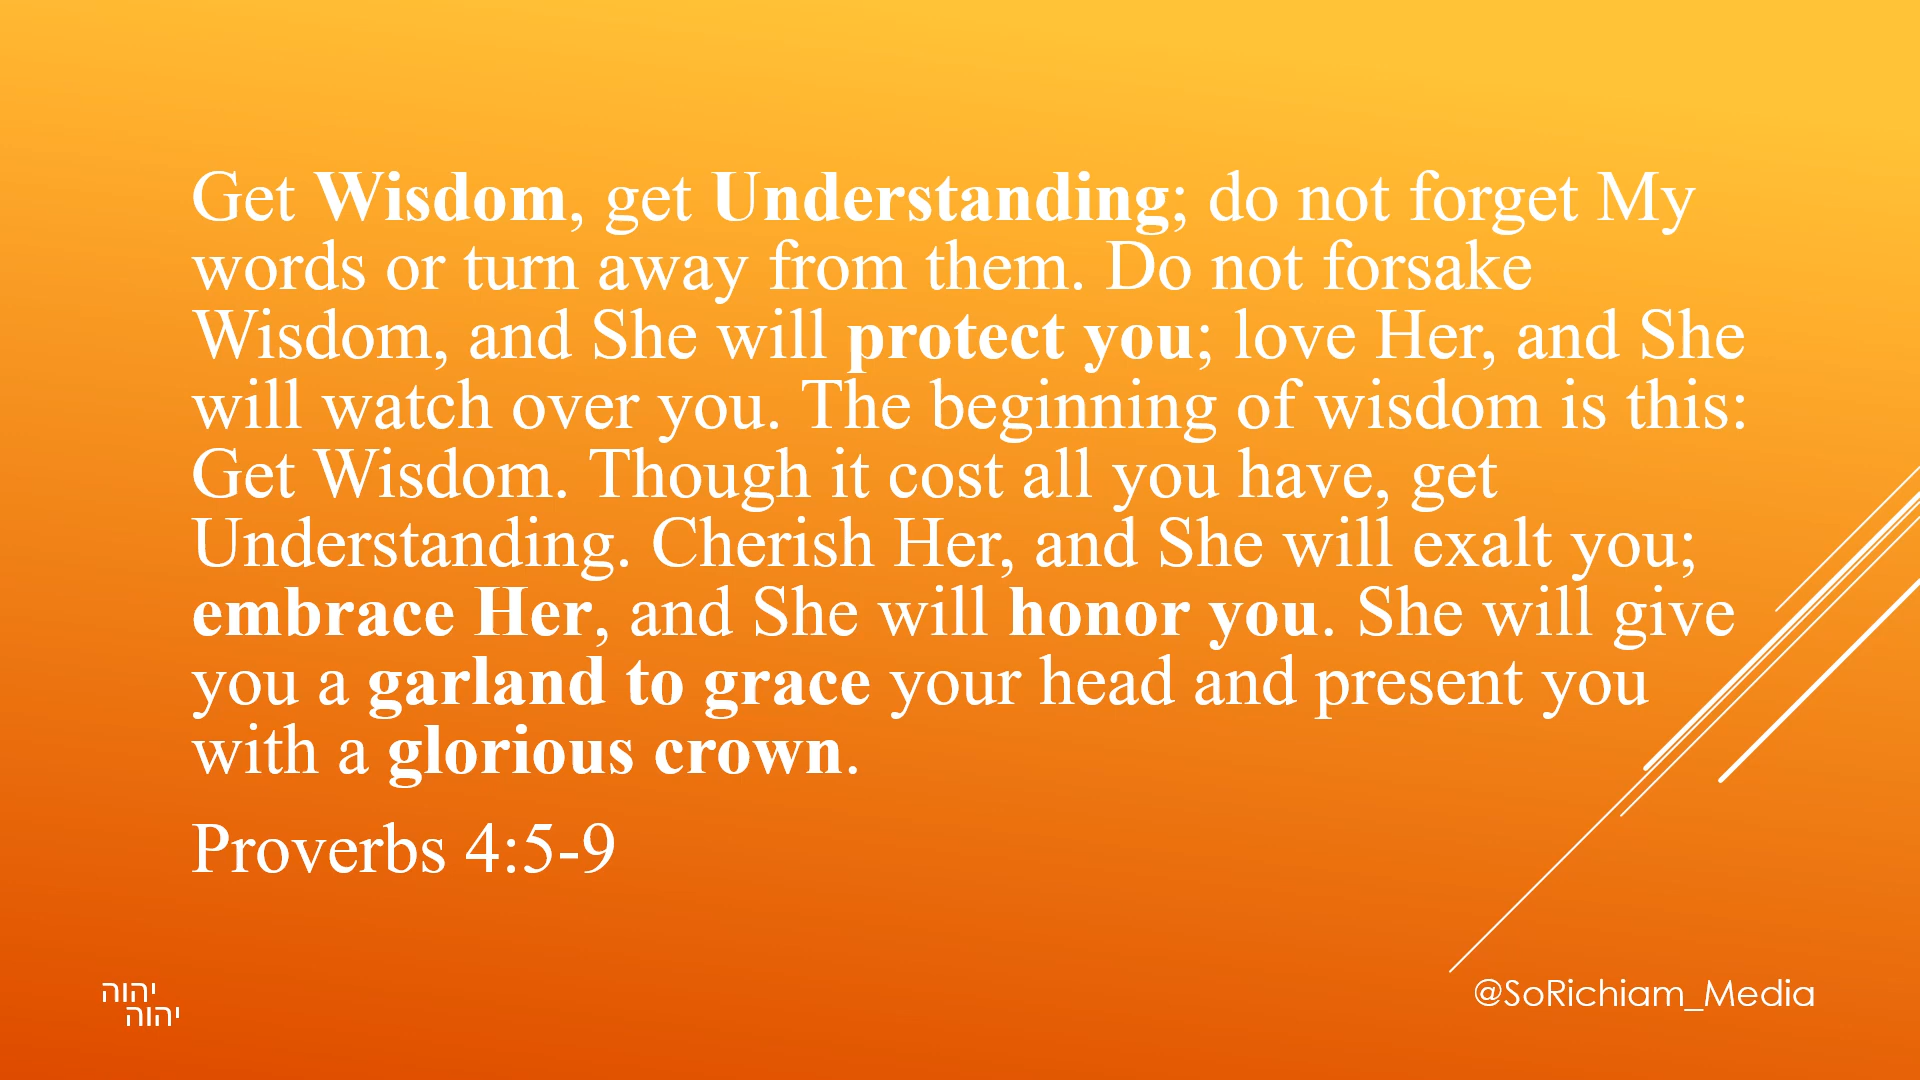 Get Wisdom, get Understanding; do not forget My
words or turn away from them. Do not forsake
Wisdom, and She will protect you; love Her, and She
will watch over you. The beginning of wisdom is this:
Get Wisdom. Though it cost all you have, get
Understanding. Cherish Her, and She will exalt you;
embrace Her, and She will honor you. She will give
you a garland to grace your head and present you
with a glorious crown.
Proverbs 4:5-9
יהוה
יהוה
@SoRichiam_Media